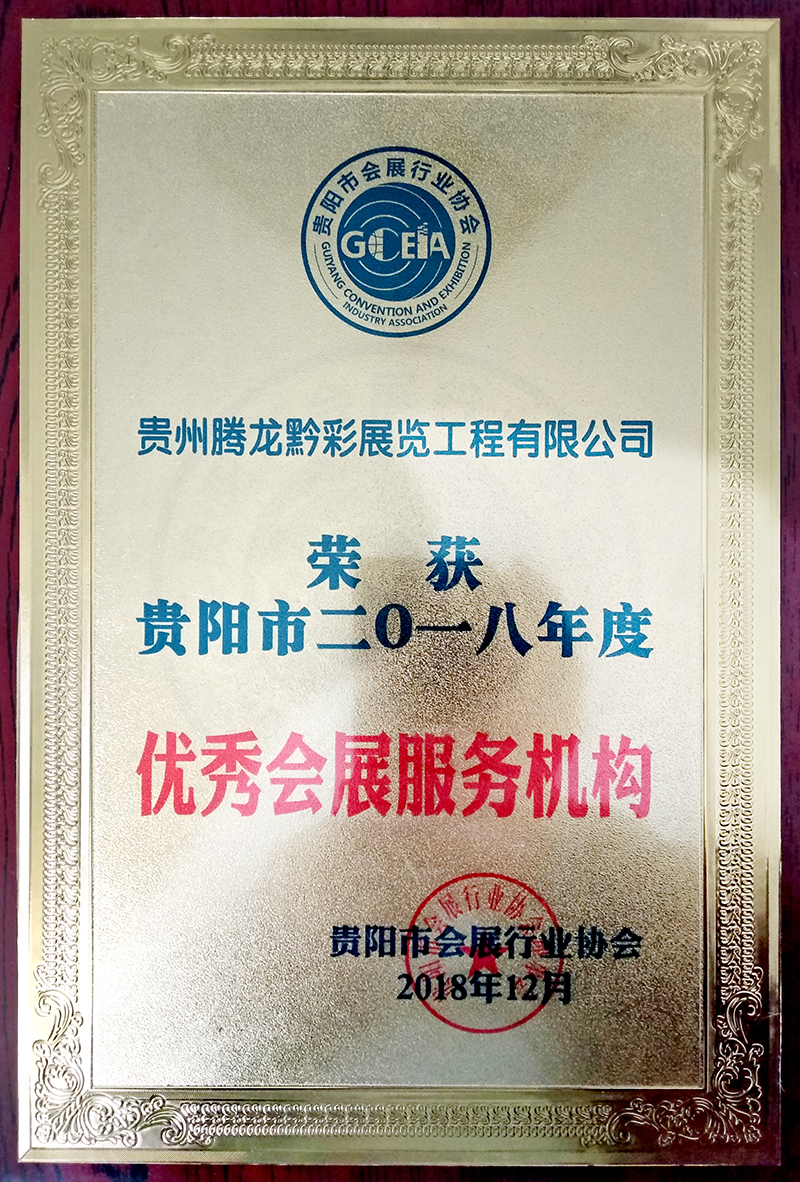 贵阳市会展行业协会
GCEIA
GUIYANG CONVENTION AND EXHIBITION
INDUSTRY ASSOCIATION
贵州腾龙黔彩展览工程有限公司
荣 获
贵阳市二〇一八年度
优秀会展服务机构
贵阳市会展行业协会
2018年12月